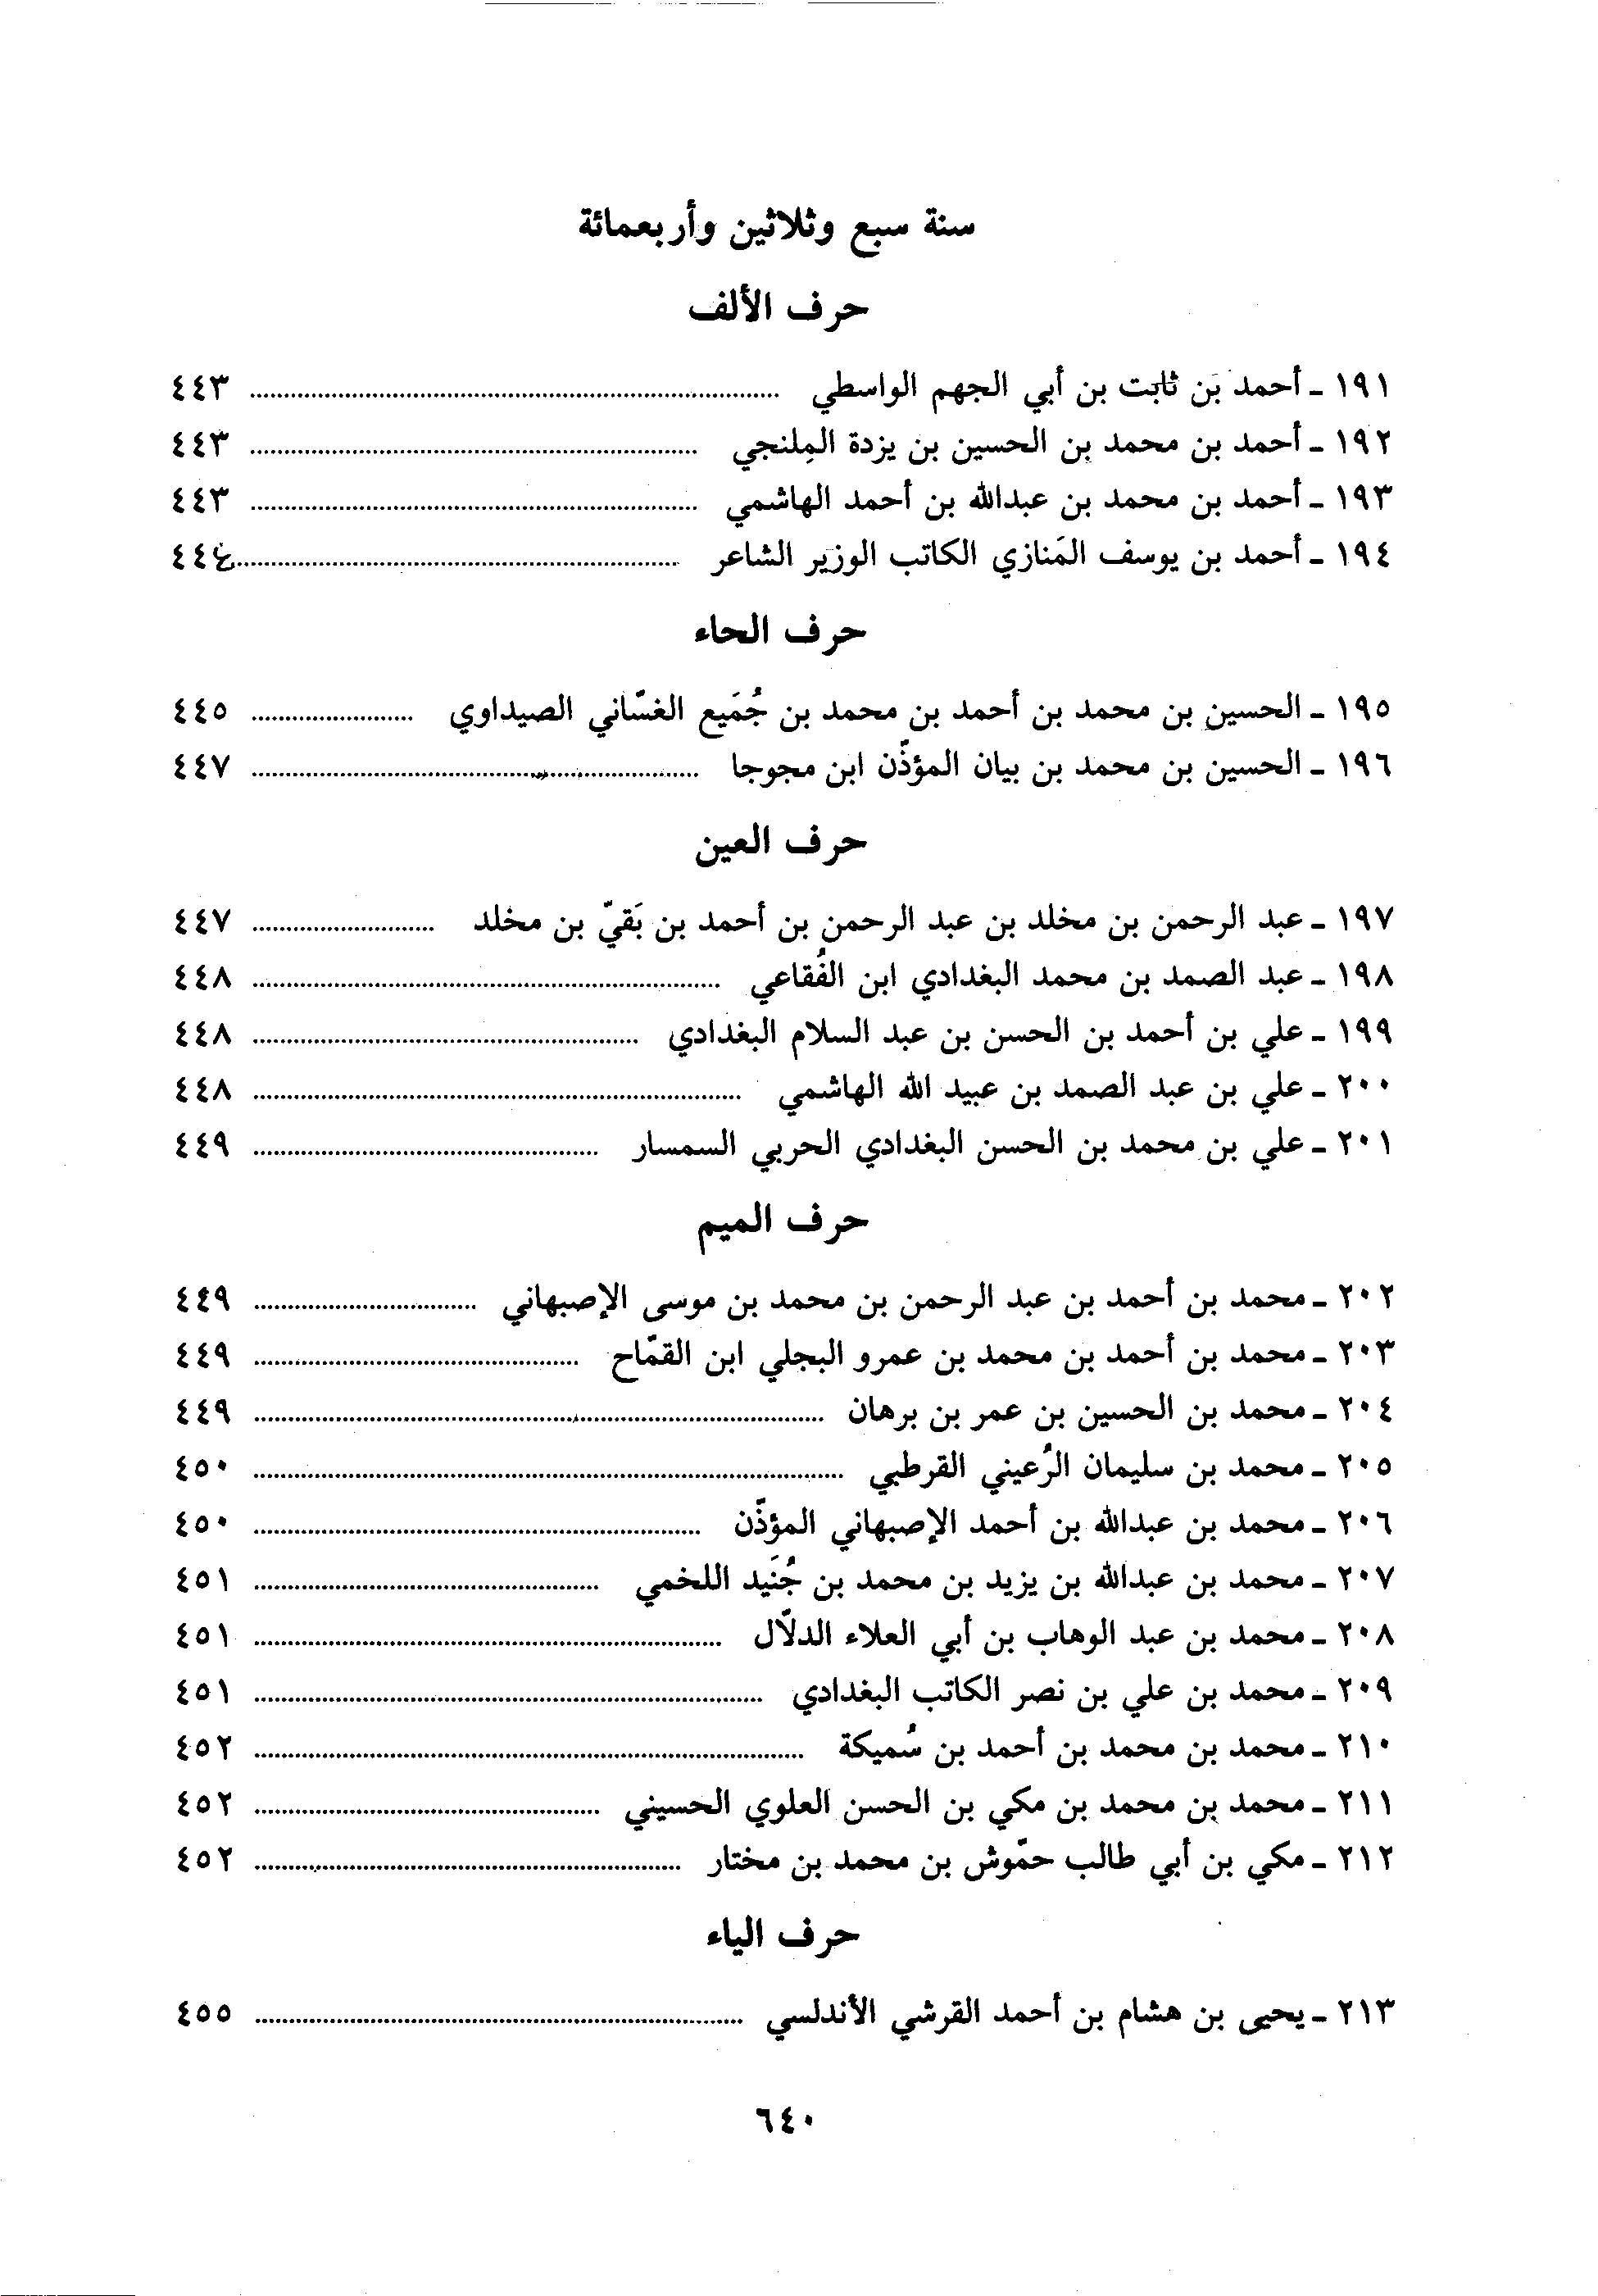 سنة سبع وثلاثين وأربعمائة
حرف الألف
١٩١ ـ أحمد بن ثابت بن أبي الجهم الواسطي ........ ٤٤٣
١٩٢ ـ أحمد بن محمد بن الحسين بن يزدة المِلنجي ........ ٤٤٣
١٩٣ ـ أحمد بن محمد بن عبدالله بن أحمد الهاشمي ........ ٤٤٣
١٩٤ ـ أحمد بن يوسف المَنازي الكاتب الوزير الشاعر ........ ٤٤٤
حرف الحاء
١٩٥ ـ الحسين بن محمد بن أحمد بن محمد بن جُمَيع الغسّاني الصيداوي ........ ٤٤٥
١٩٦ ـ الحسين بن محمد بن بيان المؤذّن ابن مجوجا ........ ٤٤٧
حرف العين
١٩٧ ـ عبد الرحمن بن مخلد بن عبد الرحمن بن أحمد بن بَقيّ بن مخلد ........ ٤٤٧
١٩٨ ـ عبد الصمد بن محمد البغدادي ابن الفُقاعي ........ ٤٤٨
١٩٩ ـ علي بن أحمد بن الحسن بن عبد السلام البغدادي ........ ٤٤٨
٢٠٠ ـ علي بن عبد الصمد بن عبيد الله الهاشمي ........ ٤٤٨
٢٠١ ـ علي بن محمد بن الحسن البغدادي الحربي السمسار ........ ٤٤٩
حرف الميم
٢٠٢ ـ محمد بن أحمد بن عبد الرحمن بن محمد بن موسى الإصبهاني ........ ٤٤٩
٢٠٣ ـ محمد بن أحمد بن محمد بن عمرو البجلي ابن القمّاح ........ ٤٤٩
٢٠٤ ـ محمد بن الحسين بن عمر بن برهان ........ ٤٤٩
٢٠٥ ـ محمد بن سليمان الرُعيني القرطبي ........ ٤٥٠
٢٠٦ ـ محمد بن عبدالله بن أحمد الإصبهاني المؤذّن ........ ٤٥٠
٢٠٧ ـ محمد بن عبدالله بن يزيد بن محمد بن جُنَيد اللخمي ........ ٤٥١
٢٠٨ ـ محمد بن عبد الوهاب بن أبي العلاء الدلّال ........ ٤٥١
٢٠٩ ـ محمد بن علي بن نصر الكاتب البغدادي ........ ٤٥١
٢١٠ ـ محمد بن محمد بن أحمد بن سُميكة ........ ٤٥٢
٢١١ ـ محمد بن محمد بن مكي بن الحسن العلوي الحسيني ........ ٤٥٢
٢١٢ ـ مكي بن أبي طالب حمّوش بن محمد بن مختار ........ ٤٥٢
حرف الياء
٢١٣ ـ يحيى بن هشام بن أحمد القرشي الأندلسي ........ ٤٥٥
٦٤٠